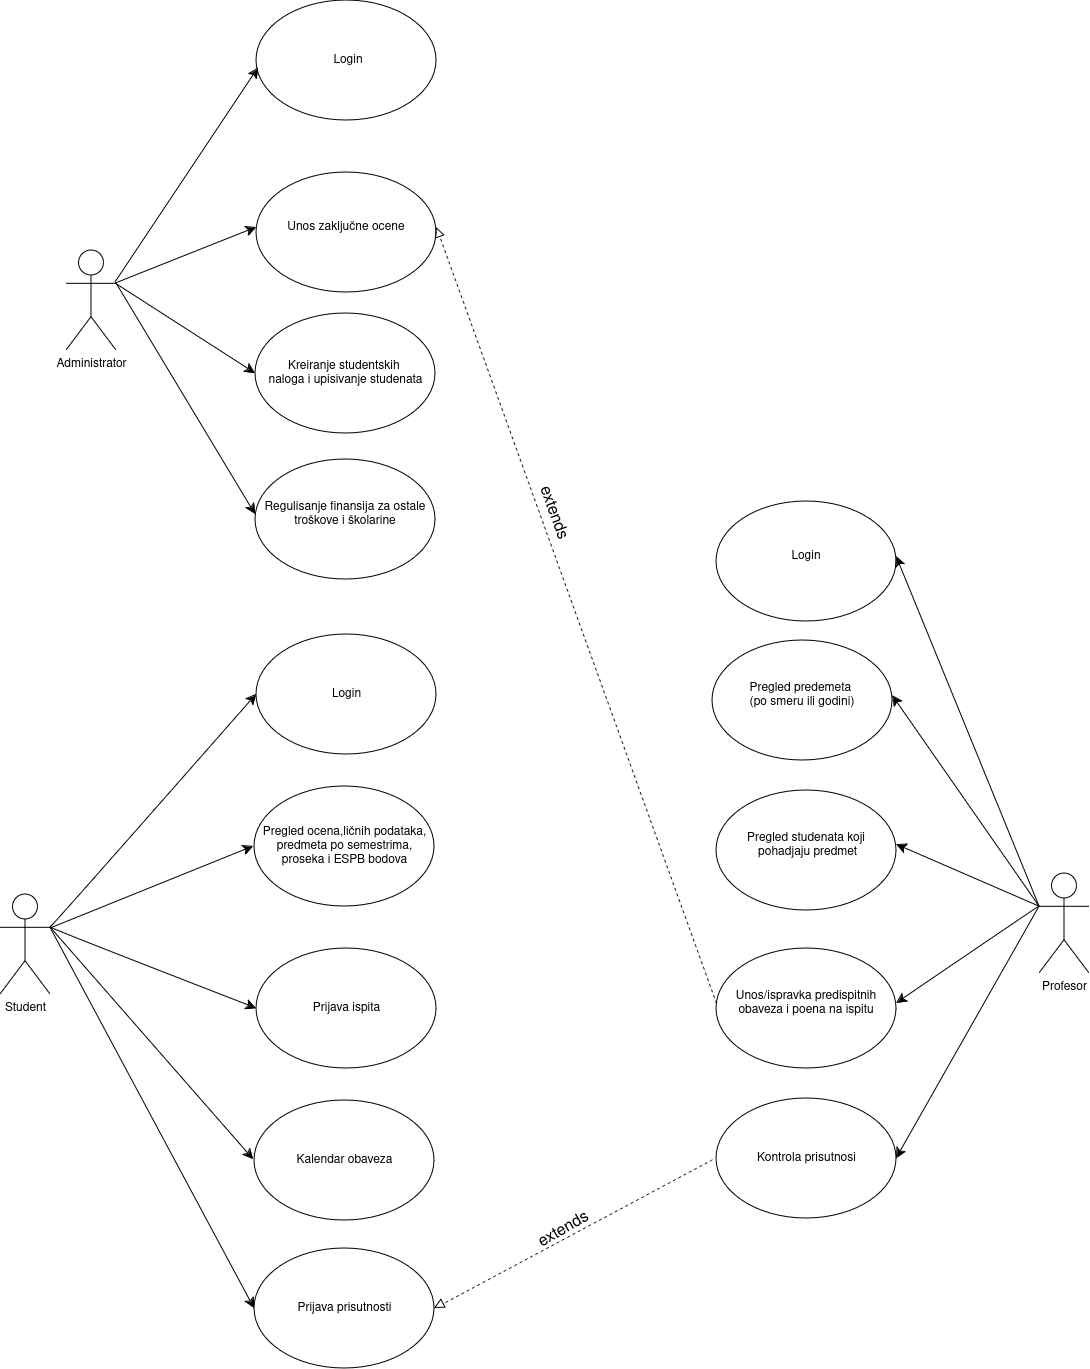 Login
Unos zaključne ocene
Administrator
Kreiranje studentskih
naloga i upisivanje studenata
Regulisanje finansija za ostale
troškove i školarine
extends
Login
Pregled predemeta
(po smeru ili godini)
Pregled studenata koji
pohadjaju predmet
Profesor
Unos/ispravka predispitnih
obaveza i poena na ispitu
Kontrola prisutnosi
Login
Pregled ocena,ličnih podataka,
predmeta po semestrima,
proseka i ESPB bodova
Student
Prijava ispita
Kalendar obaveza
extends
Prijava prisutnosti